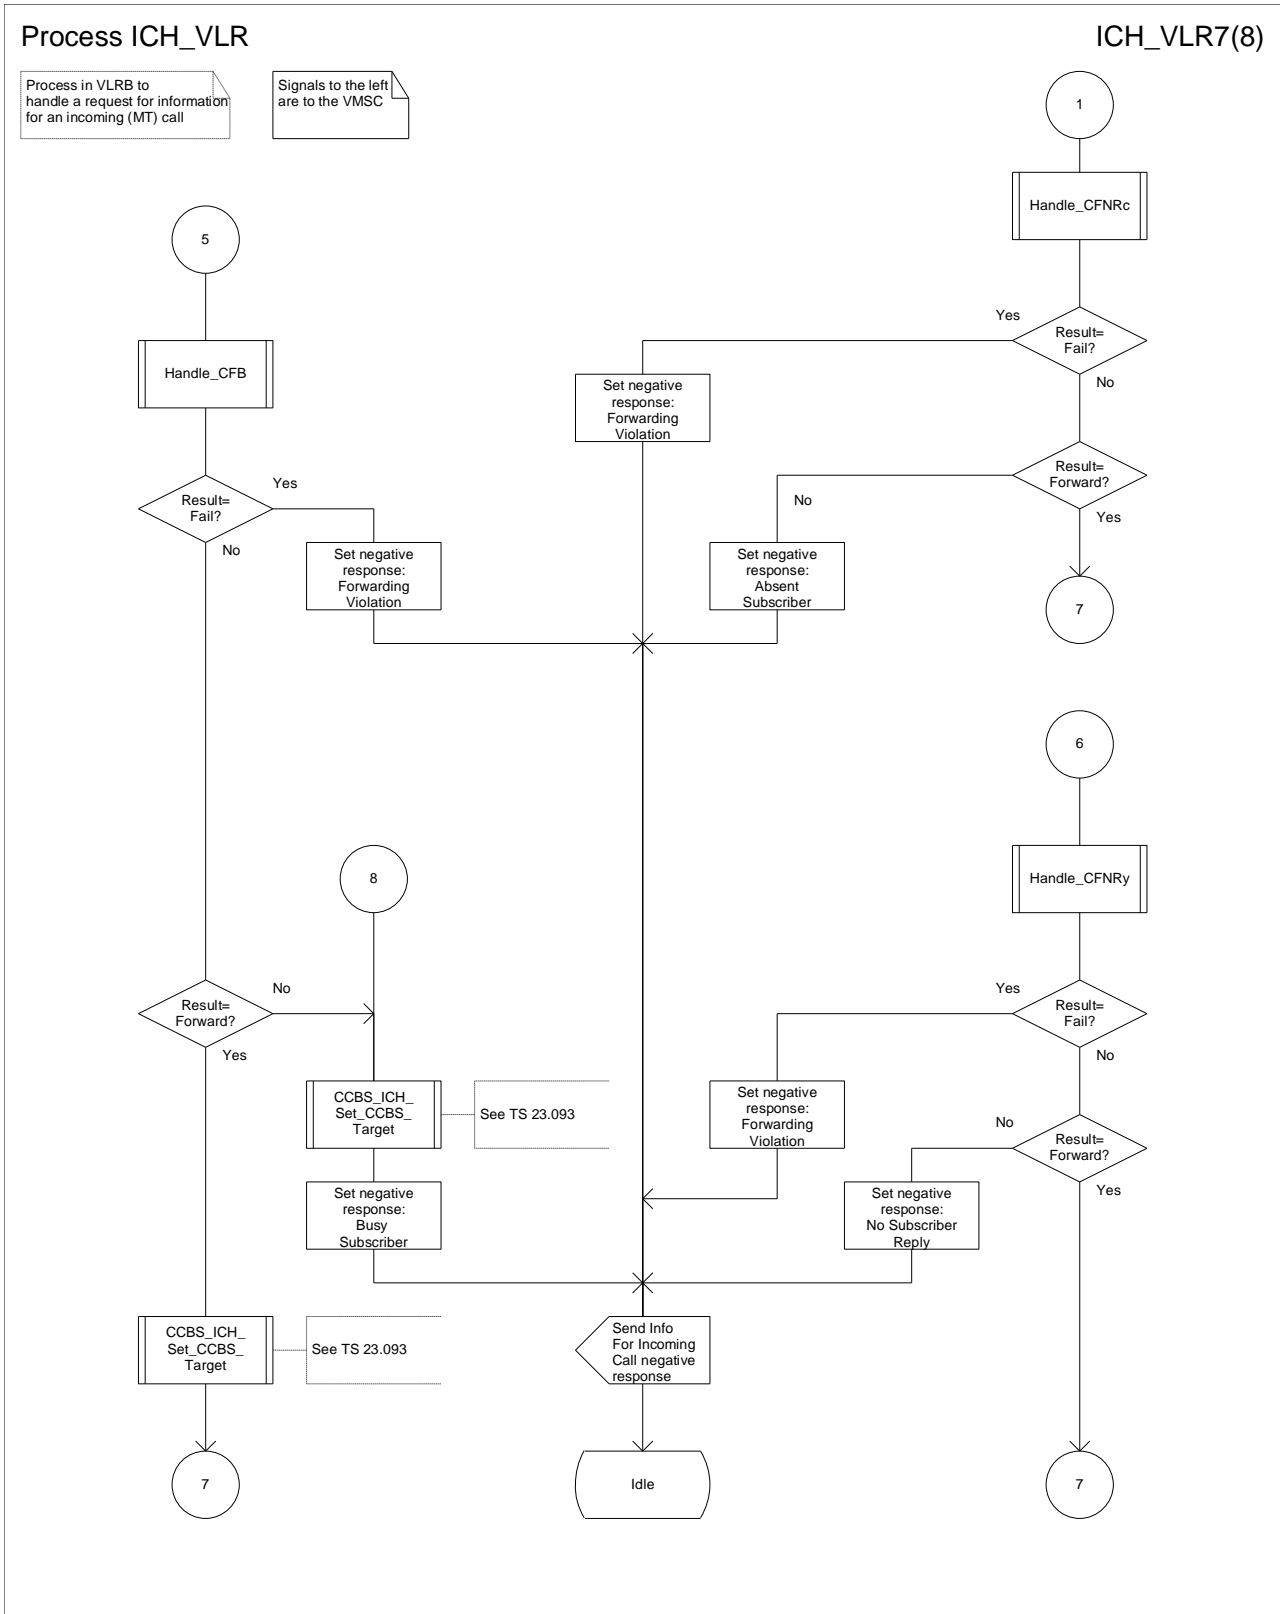 Process ICH_VLR
ICH_VLR7(8)
Process in VLRB to
handle a request for information
for an incoming (MT) call
Signals to the left
are to the VMSC
1
Handle_CFNRc
5
Yes
Result=
Fail?
No
Handle_CFB
Set negative
response:
Forwarding
Violation
Result=
Forward?
No
Yes
Yes
Result=
Fail?
No
Set negative
response:
Forwarding
Violation
Set negative
response:
Absent
Subscriber
7
6
8
Handle_CFNRy
No
Result=
Forward?
Yes
Yes
Result=
Fail?
No
CCBS_ICH_
Set_CCBS_
Target
See TS 23.093
Set negative
response:
Forwarding
Violation
No
Result=
Forward?
Yes
Set negative
response:
Busy
Subscriber
Set negative
response:
No Subscriber
Reply
CCBS_ICH_
Set_CCBS_
Target
See TS 23.093
Send Info
For Incoming
Call negative
response
7
Idle
7